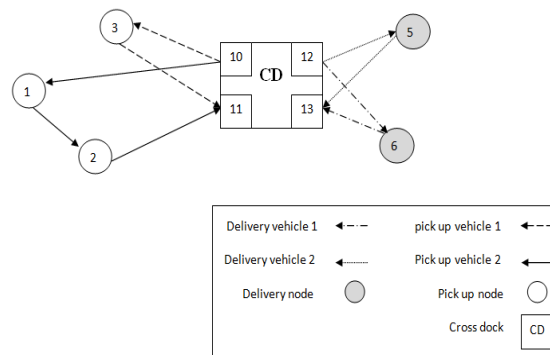 3
5
10
12
CD
1
11
13
2
6
Delivery vehicle 1
pick up vehicle 1
Delivery vehicle 2
Pick up vehicle 2
Delivery node
Pick up node
Cross dock
CD